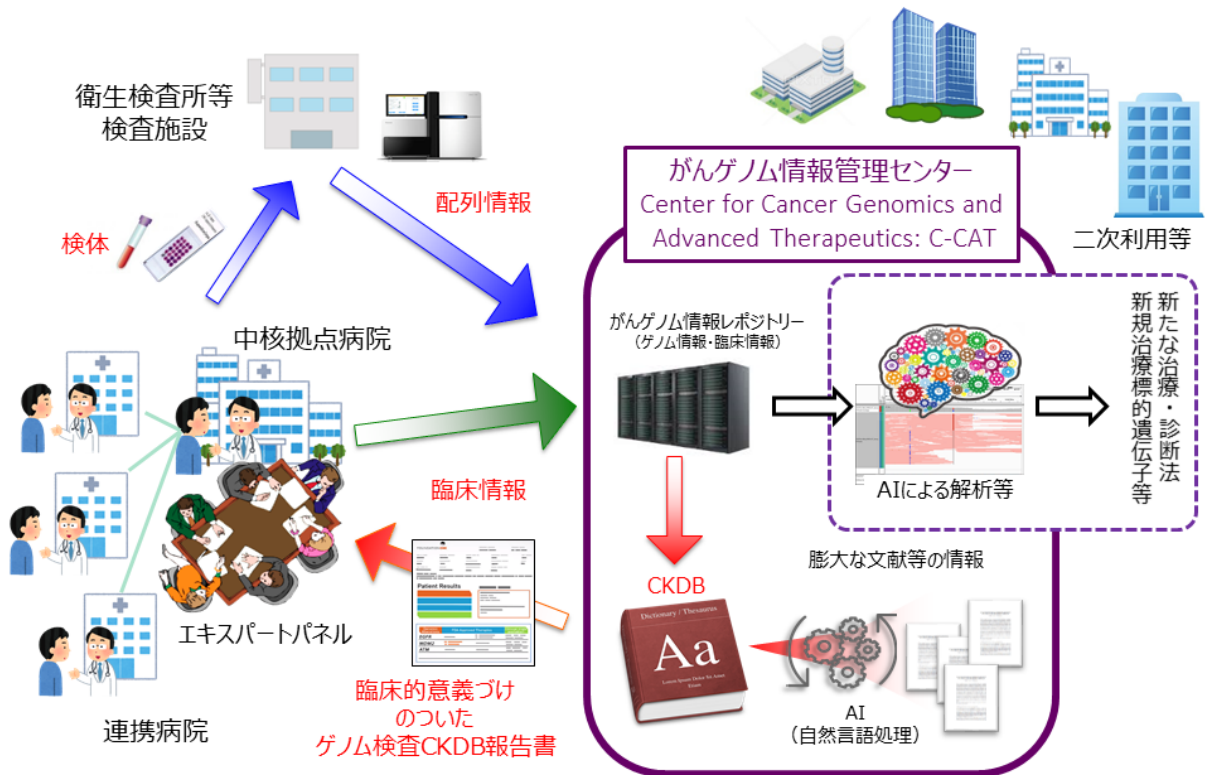 衛生検査所等
検査施設
検体
配列情報
がんゲノム情報管理センター
Center for Cancer Genomics and
Advanced Therapeutics: C-CAT
二次利用等
中核拠点病院
臨床情報
エキスパートパネル
連携病院
Patient Results
EGFR
ATM
臨床的意義づけ
のついた
ゲノム検査CKDB報告書
がんゲノム情報レポジトリー
（ゲノム情報・臨床情報）
AIによる解析等
新たな治療・診断法
新規治療標的遺伝子等
CKDB
膨大な文献等の情報
Dictionary / Thesaurus
Aa
AI
（自然言語処理）